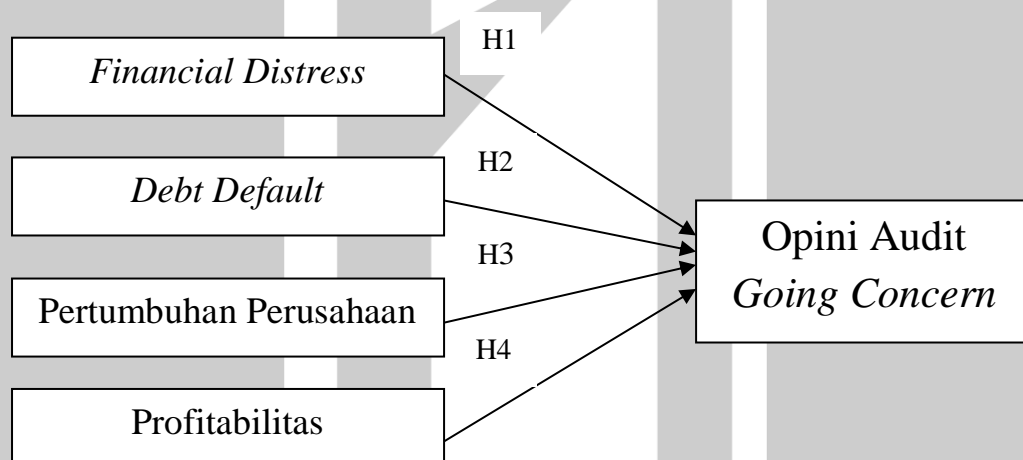 H1
Financial Distress
H2
Debt Default
H3
Pertumbuhan Perusahaan
H4
Profitabilitas
Opini Audit
Going Concern